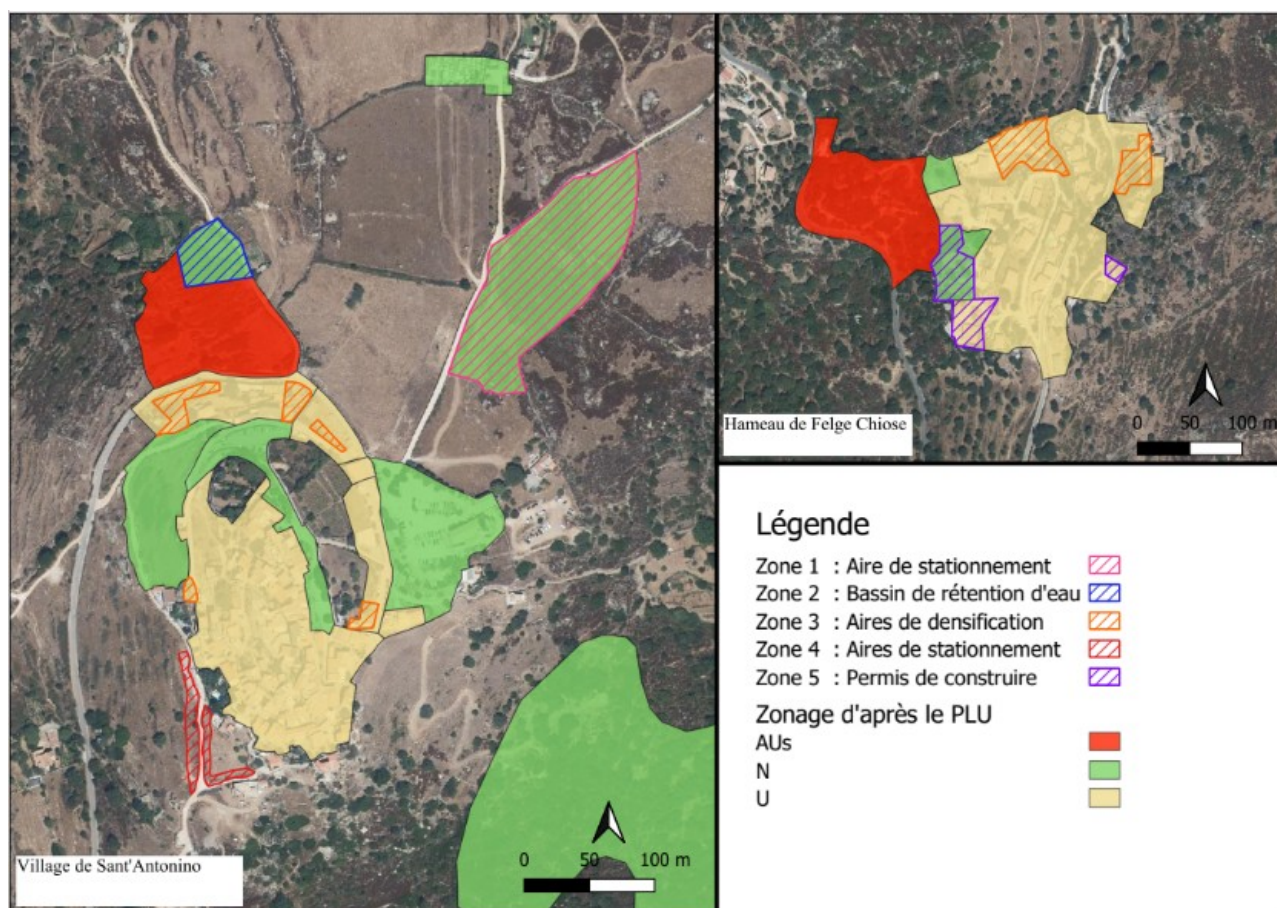 Village de Sant'Antonino
0 50 100 m
Hameau de Felge Chiose
0 50 100 m
Légende
Zone 1 : Aire de stationnement
Zone 2 : Bassin de rétention d'eau
Zone 3 : Aires de densification
Zone 4 : Aires de stationnement
Zone 5 : Permis de construire
Zonage d'après le PLU
AUs
N
U